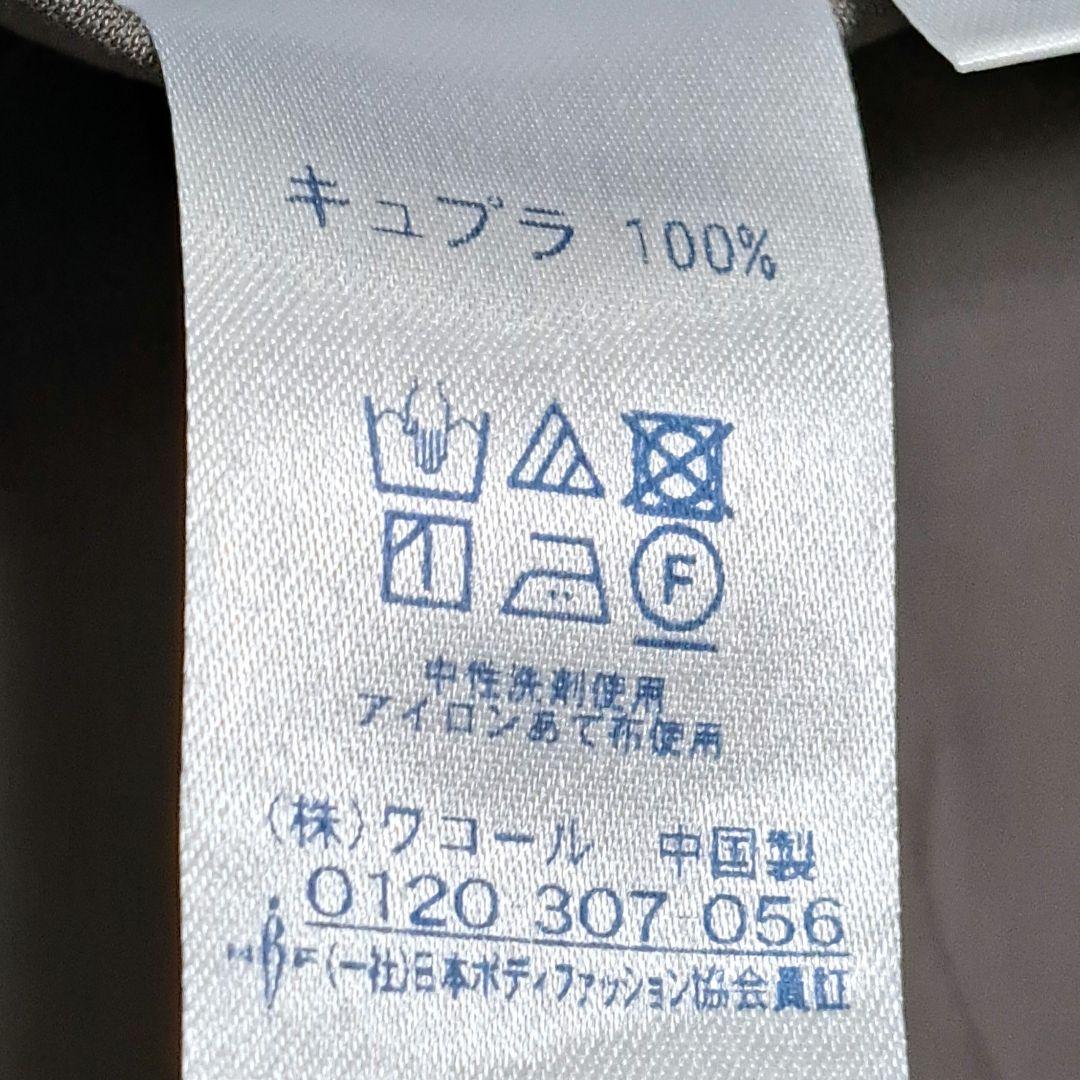 キュプラ 100%
F
中性洗剤使用
アイロンあて布使用
(株)ワコール 中国製
0120 307 056
NBF(一社)日本ボディファッション協会員証